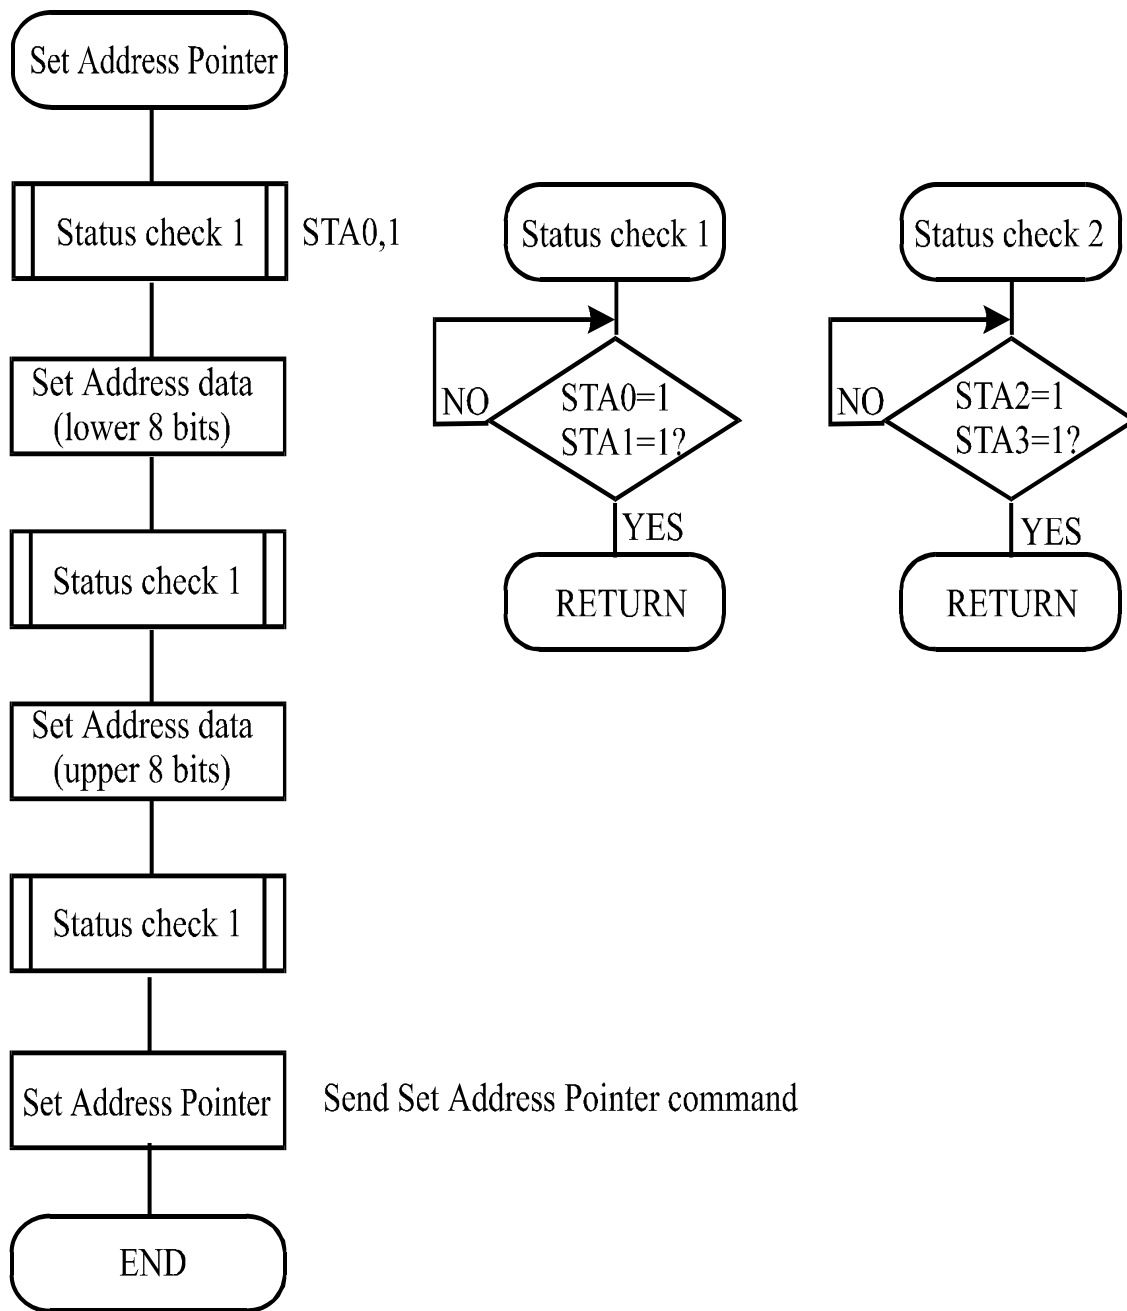 Set Address Pointer
Status check 1
STA0,1
Set Address data
(lower 8 bits)
Status check 1
Set Address data
(upper 8 bits)
Status check 1
Set Address Pointer
Send Set Address Pointer command
END
Status check 1
NO
STA0=1
STA1=1?
YES
RETURN
Status check 2
NO
STA2=1
STA3=1?
YES
RETURN